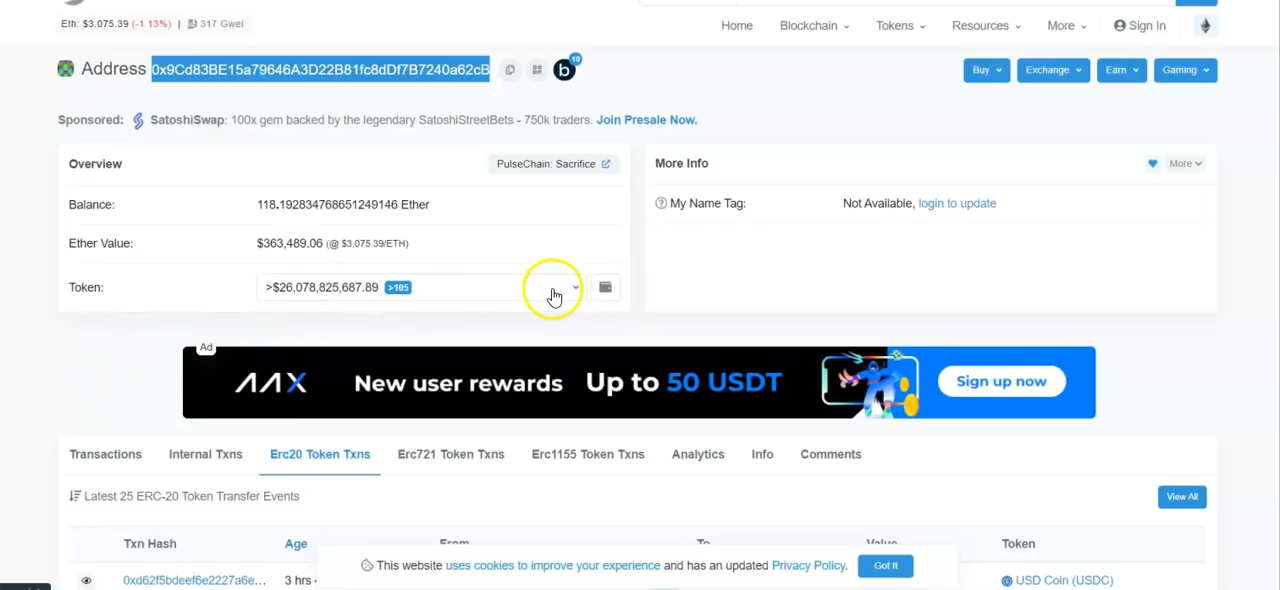 Eth: $3,075.39 (-1.13%) | 317 Gwei
Home Blockchain Tokens Resources More Sign In
Address 0x9Cd83BE15a79646A3D22B81fc8dDf7B7240a62cB b 10
Buy Exchange Earn Gaming
Sponsored: SatoshiSwap: 100x gem backed by the legendary SatoshiStreetBets - 750k traders. Join Presale Now.
Overview PulseChain: Sacrifice
Balance: 118.192834768651249146 Ether
Ether Value: $363,489.06 (@ $3,075.39/ETH)
Token: >$26,078,825,687.89 >105
More Info More
My Name Tag: Not Available, login to update
Ad
AAX New user rewards Up to 50 USDT Sign up now
Transactions Internal Txns Erc20 Token Txns Erc721 Token Txns Erc1155 Token Txns Analytics Info Comments
Latest 25 ERC-20 Token Transfer Events View All
Txn Hash Age From To Value Token
This website uses cookies to improve your experience and has an updated Privacy Policy. Got It
0xd62f5bdeef6e2227a6e... 3 hrs USD Coin (USDC)